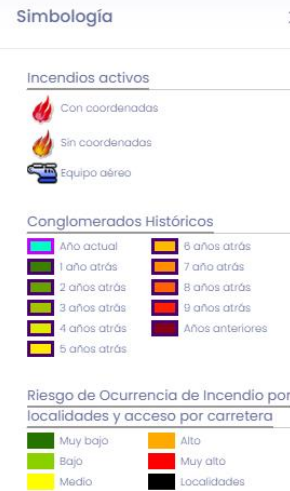 Simbología
Incendios activos
Con coordenadas
Sin coordenadas
Equipo aéreo
Conglomerados Históricos
Año actual
1 año atrás
2 años atrás
3 años atrás
4 años atrás
5 años atrás
6 años atrás
7 año atrás
8 años atrás
9 años atrás
Años anteriores
Riesgo de Ocurrencia de Incendio por
localidades y acceso por carretera
Muy bajo
Bajo
Medio
Alto
Muy alto
Localidades